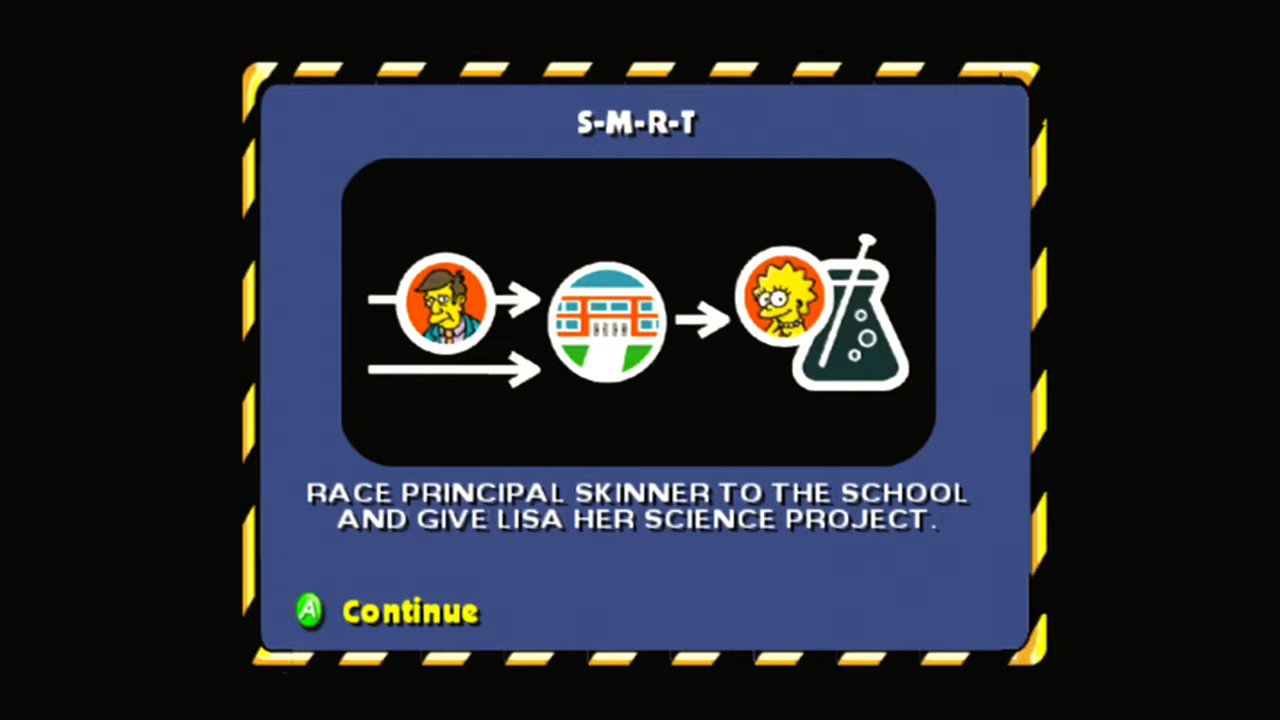 S-M-R-T
RACE PRINCIPAL SKINNER TO THE SCHOOL
AND GIVE LISA HER SCIENCE PROJECT.
A Continue